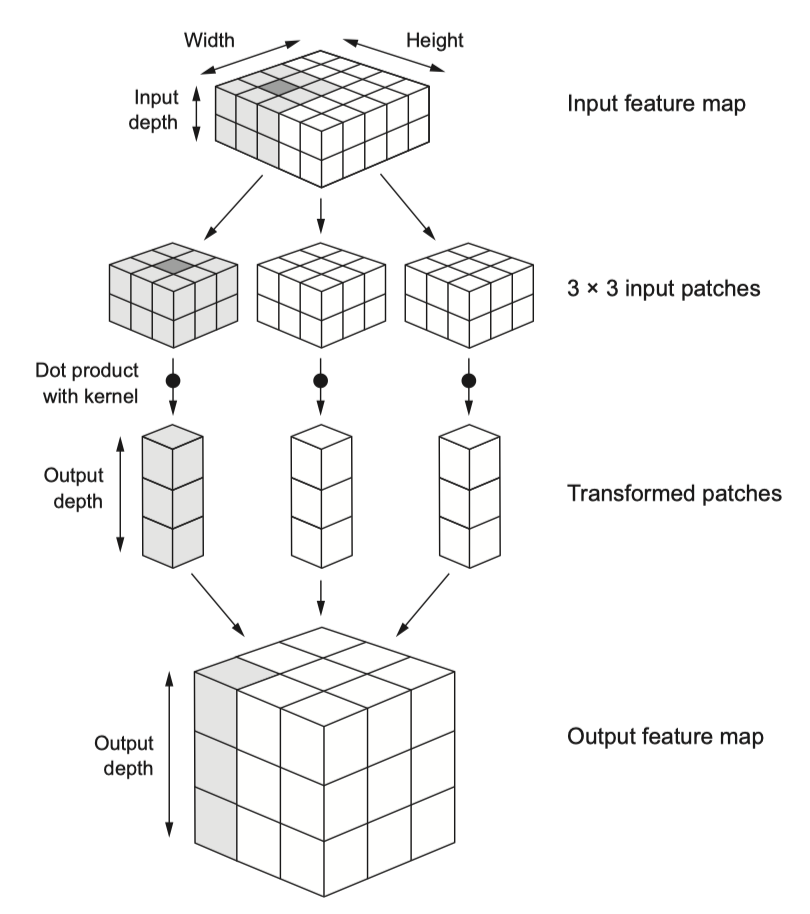 Width
Height
Input
depth
Input feature map
3 × 3 input patches
Dot product
with kernel
Output
depth
Transformed patches
Output
depth
Output feature map